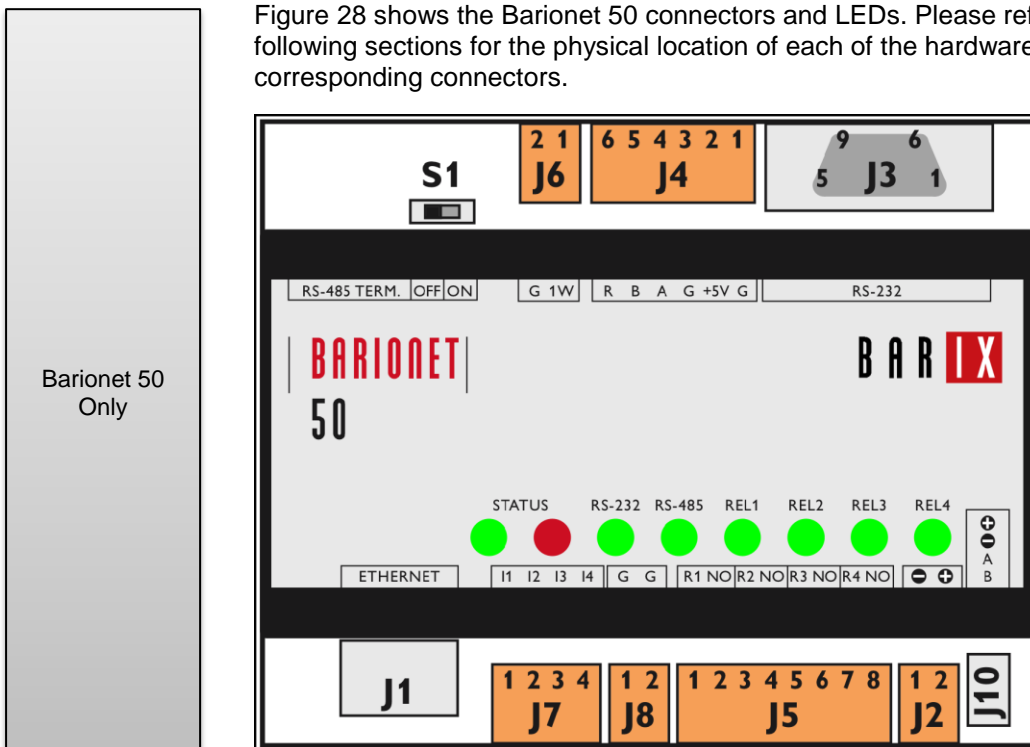 Figure 28 shows the Barionet 50 connectors and LEDs. Please
following sections for the physical location of each of the
corresponding connectors.
Barionet 50
Only
2 1 6 5 4 3 2 1 9 6
S1 J6 J4 5 J3 1
RS-485 TERM. OFF ON G 1W R B A G +5V G RS-232
BARIONET BARIX
50
STATUS RS-232 RS-485 REL1 REL2 REL3 REL4
A
ETHERNET I1 I2 I3 I4 G G R1 NO R2 NO R3 NO R4 NO B
1 2 3 4 1 2 1 2 3 4 5 6 7 8 1 2
J1 J7 J8 J5 J2 J10